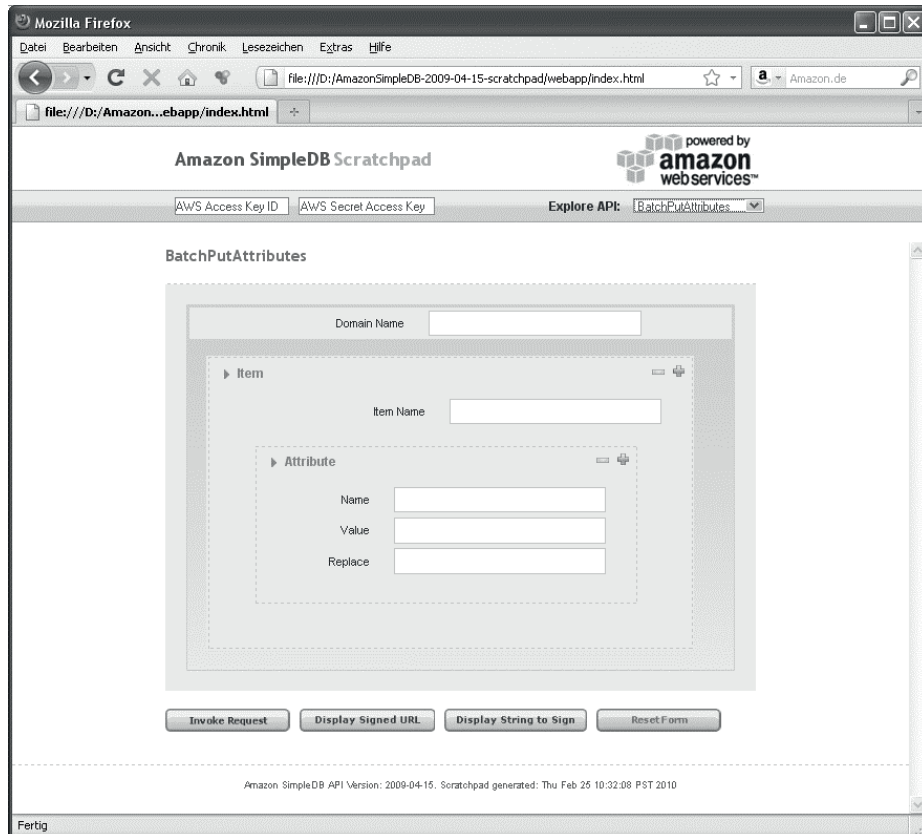 Mozilla Firefox
Datei Bearbeiten Ansicht Chronik Lesezeichen Extras Hilfe
file:///D:/AmazonSimpleDB-2009-04-15-scratchpad/webapp/index.html
a Amazon.de
file:///D:/Amazon...ebapp/index.html
Amazon SimpleDB Scratchpad
powered by
amazon
webservices™
AWS Access Key ID AWS Secret Access Key Explore API: BatchPutAttributes
BatchPutAttributes
Domain Name
Item
Item Name
Attribute
Name
Value
Replace
Invoke Request Display Signed URL Display String to Sign Reset Form
Amazon SimpleDB API Version: 2009-04-15. Scratchpad generated: Thu Feb 25 10:32:08 PST 2010
Fertig